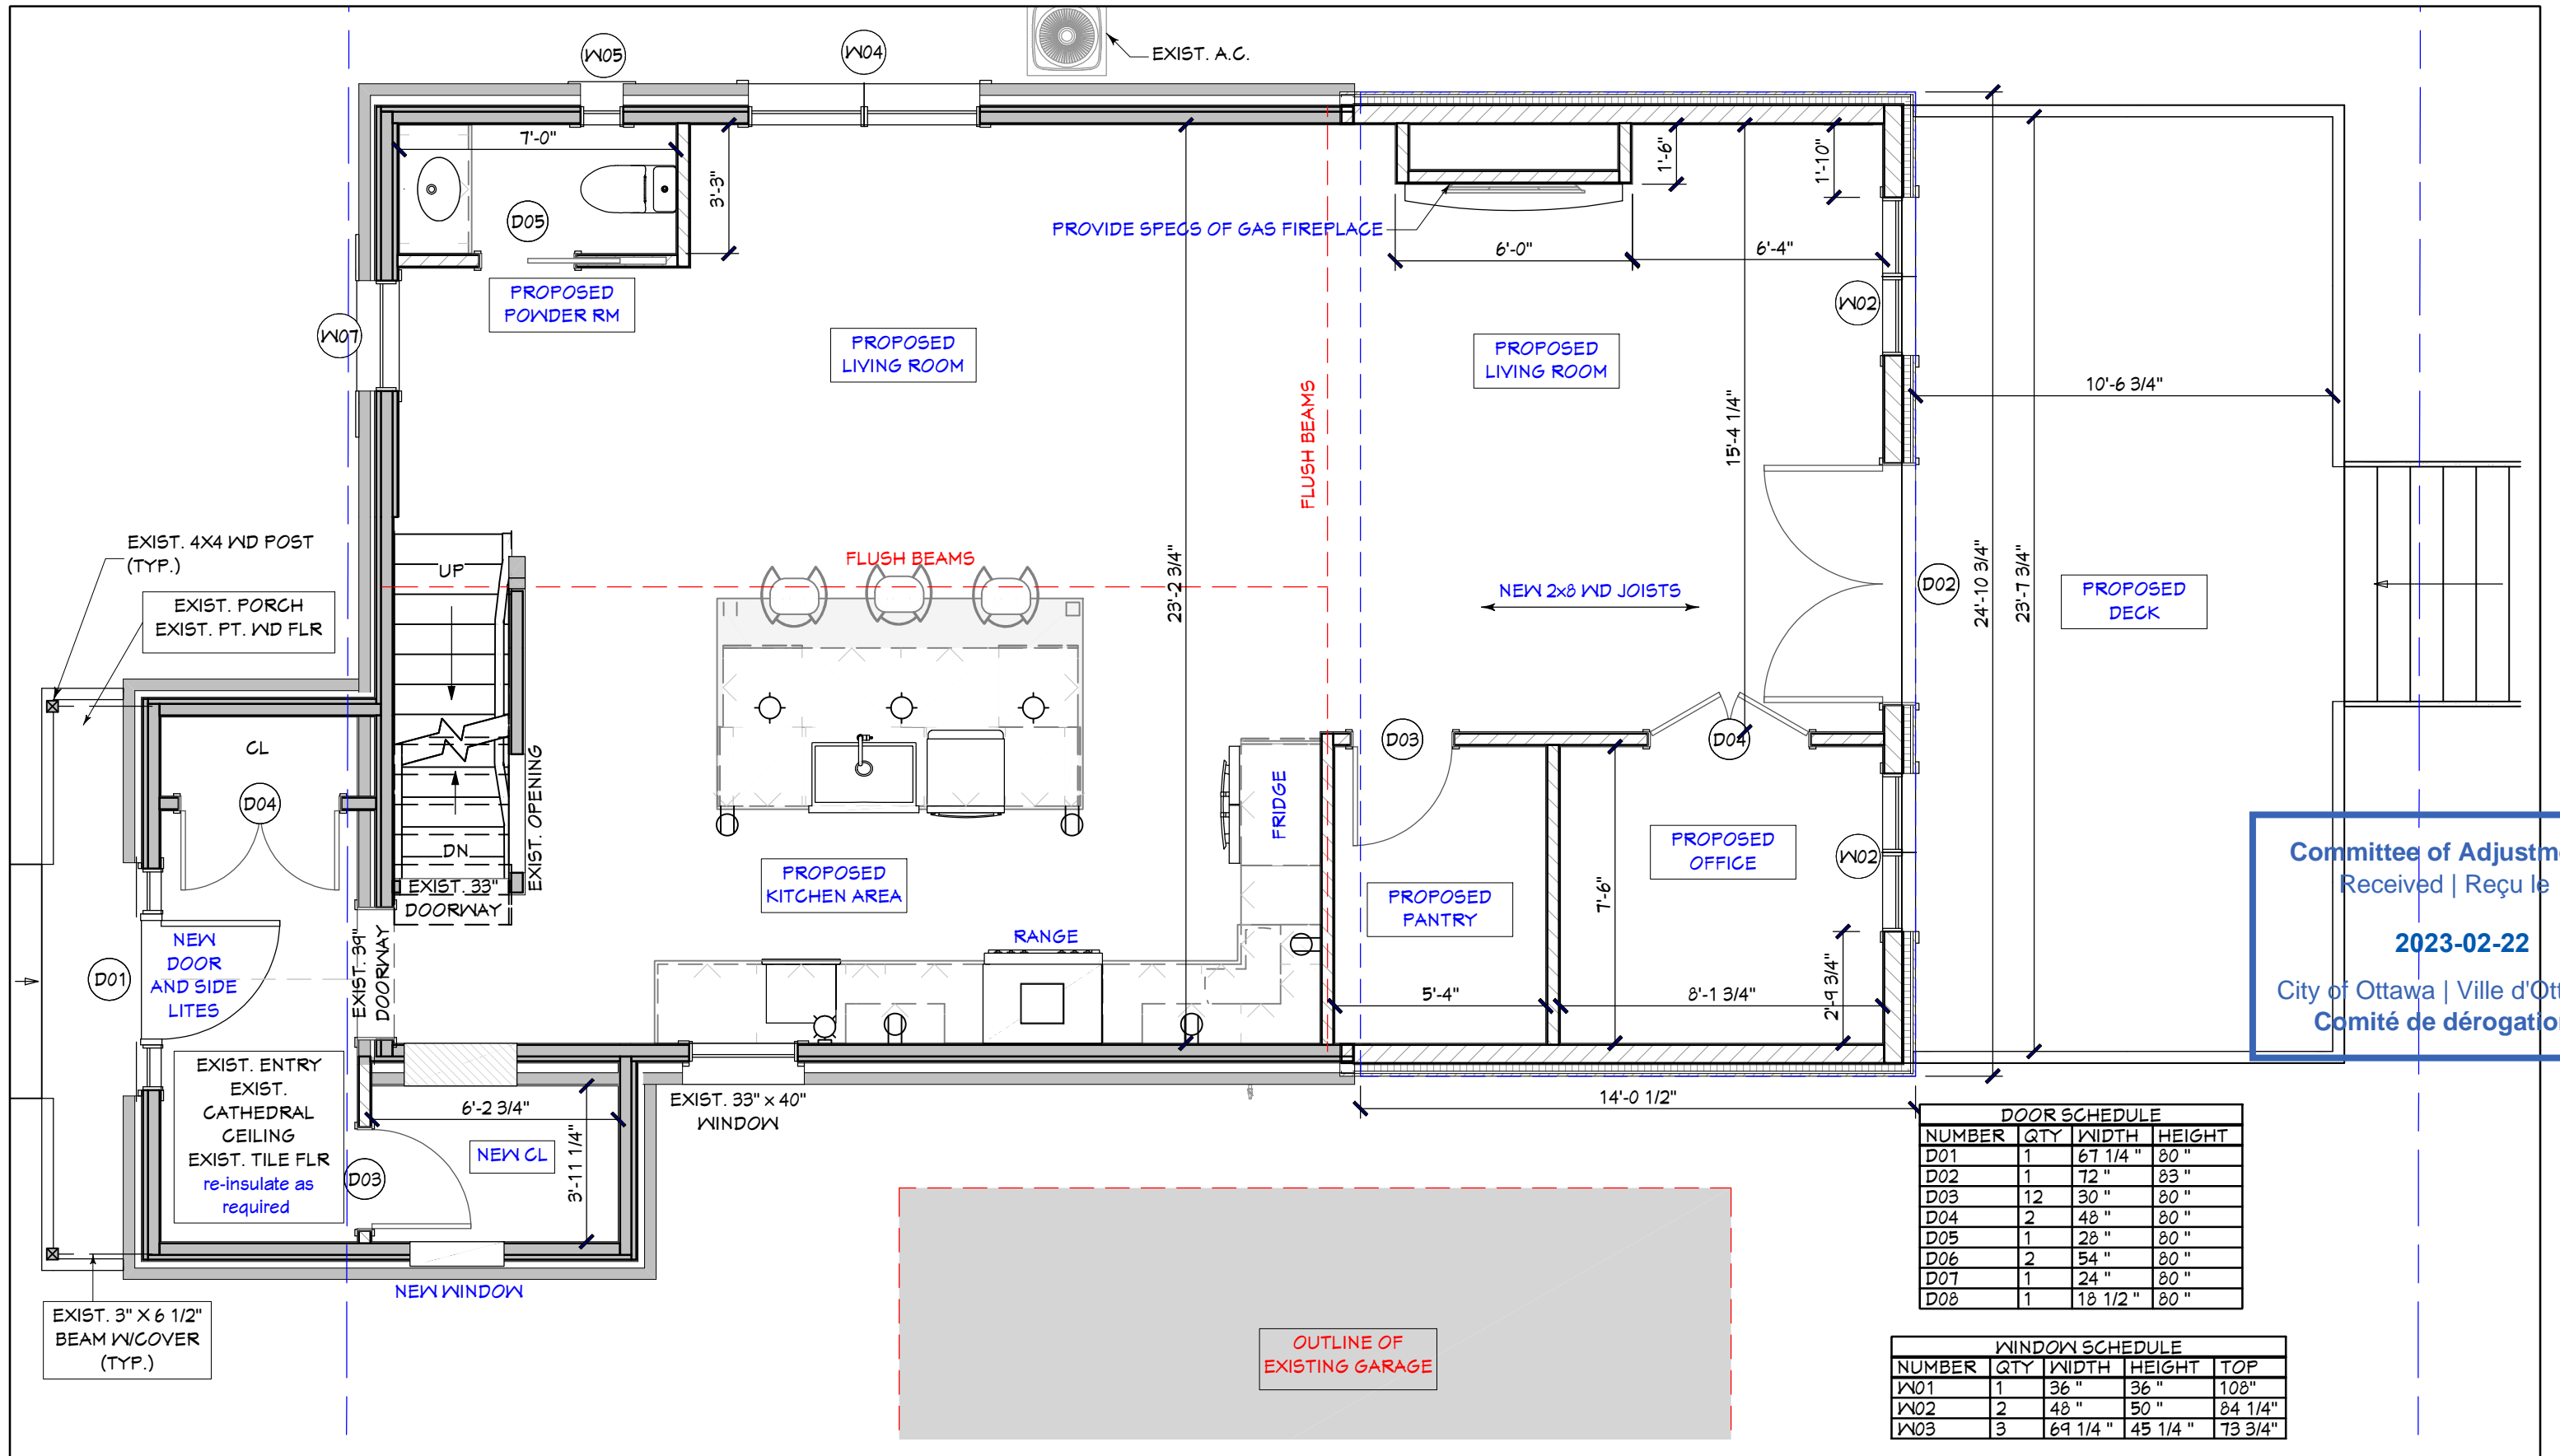 W05
W04
EXIST. A.C.
7'-0"
3'-3"
1'-6"
1'-10"
D05
PROVIDE SPECS OF GAS FIREPLACE
6'-0"
6'-4"
PROPOSED
POWDER RM
W07
W02
PROPOSED
LIVING ROOM
PROPOSED
LIVING ROOM
FLUSH BEAMS
10'-6 3/4"
15'-4 1/4"
EXIST. 4X4 WD POST
(TYP.)
UP
FLUSH BEAMS
23'-2 3/4"
NEW 2x8 WD JOISTS
D02
24'-10 3/4"
23'-7 3/4"
PROPOSED
DECK
EXIST. PORCH
EXIST. PT. WD FLR
CL
D04
EXIST. OPENING
DN
EXIST. 33"
DOORWAY
FRIDGE
D03
D04
PROPOSED
KITCHEN AREA
PROPOSED
OFFICE
W02
PROPOSED
PANTRY
7'-6"
RANGE
NEW
DOOR
AND SIDE
LITES
D01
EXIST. 39"
DOORWAY
5'-4"
8'-1 3/4"
2'-9 3/4"
Committee of Adjustm
Received | Reçu le
2023-02-22
City of Ottawa | Ville d'Ott
Comité de dérogatio
EXIST. ENTRY
EXIST.
CATHEDRAL
CEILING
EXIST. TILE FLR
re-insulate as
required
6'-2 3/4"
NEW CL
3'-11 1/4"
D03
EXIST. 33" x 40"
WINDOW
14'-0 1/2"
NEW WINDOW
EXIST. 3" X 6 1/2"
BEAM W/COVER
(TYP.)
OUTLINE OF
EXISTING GARAGE
DOOR SCHEDULE
NUMBER QTY WIDTH HEIGHT
D01 1 67 1/4 " 80 "
D02 1 72 " 83 "
D03 12 30 " 80 "
D04 2 48 " 80 "
D05 1 28 " 80 "
D06 2 54 " 80 "
D07 1 24 " 80 "
D08 1 18 1/2 " 80 "
WINDOW SCHEDULE
NUMBER QTY WIDTH HEIGHT TOP
W01 1 36 " 36 " 108"
W02 2 48 " 50 " 84 1/4"
W03 3 69 1/4 " 45 1/4 " 73 3/4"